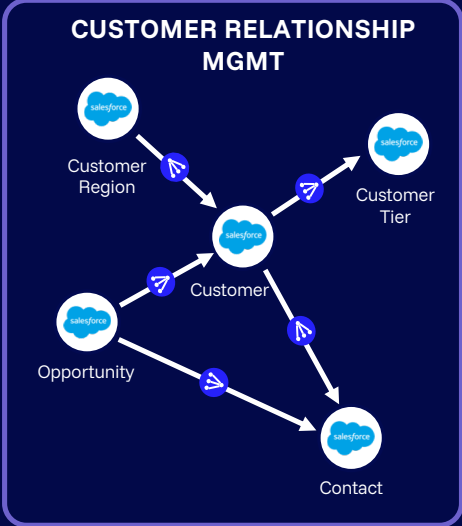 CUSTOMER RELATIONSHIP
MGMT
salesforce
Customer
Region
salesforce
Customer
Tier
salesforce
Customer
salesforce
Opportunity
salesforce
Contact